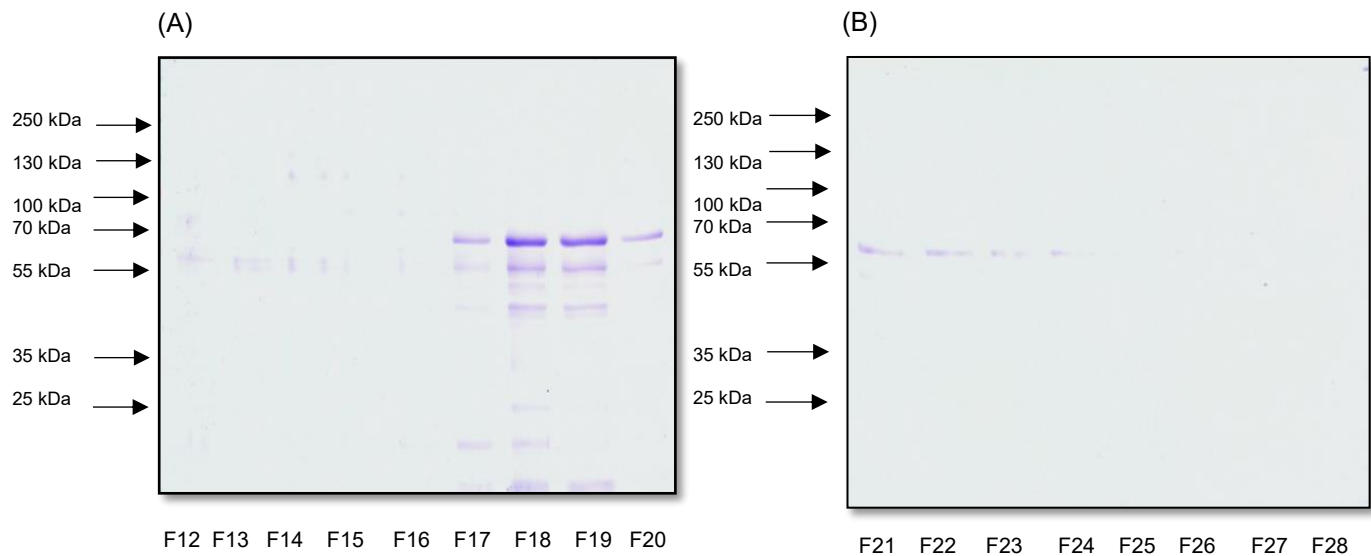 (A)
250 kDa
130 kDa
100 kDa
70 kDa
55 kDa
35 kDa
25 kDa
F12 F13 F14 F15 F16 F17 F18 F19 F20
(B)
250 kDa
130 kDa
100 kDa
70 kDa
55 kDa
35 kDa
25 kDa
F21 F22 F23 F24 F25 F26 F27 F28